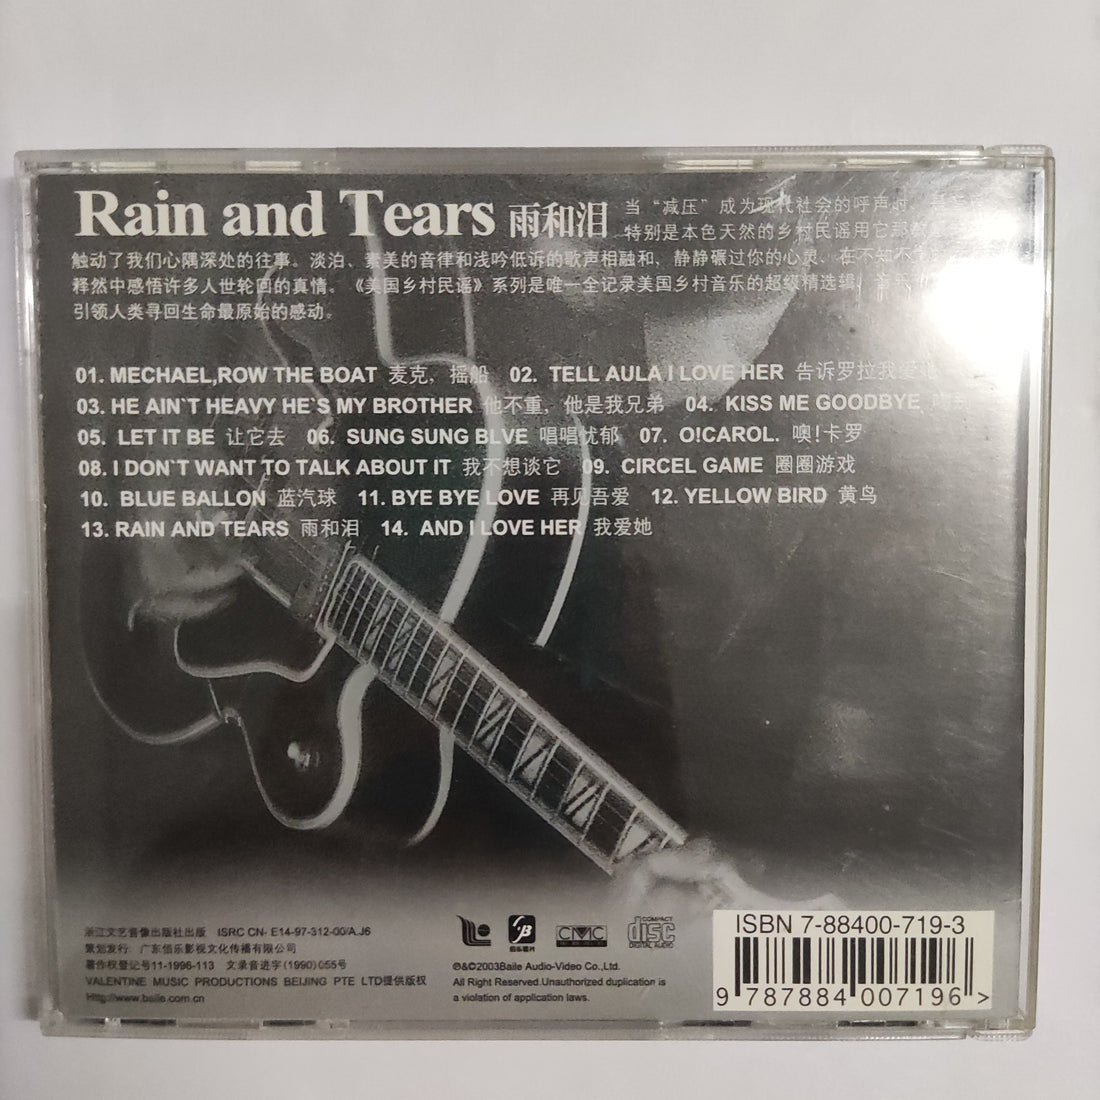 Rain and Tears 雨和泪 当“减压”成为现代社会的呼声时,
特别是本色天然的乡村民谣用它那
触动了我们心隅深处的往事。淡泊、素美的音律和浅吟低诉的歌声相融和,静静碾过你的心灵、在不知不
释然中感悟许多人世轮回的真情。《美国乡村民谣》系列是唯一全记录美国乡村音乐的超级精选辑,音乐
引领人类寻回生命最原始的感动。
01. MECHAEL,ROW THE BOAT 麦克，摇船 02. TELL AULA I LOVE HER 告诉罗拉我爱她
03. HE AIN`T HEAVY HE`S MY BROTHER 他不重，他是我兄弟 04. KISS ME GOODBYE
05. LET IT BE 让它去 06. SUNG SUNG BLVE 唱唱忧郁 07. O!CAROL. 噢!卡罗
08. I DON`T WANT TO TALK ABOUT IT 我不想谈它 09. CIRCEL GAME 圈圈游戏
10. BLUE BALLON 蓝汽球 11. BYE BYE LOVE 再见吾爱 12. YELLOW BIRD 黄鸟
13. RAIN AND TEARS 雨和泪 14. AND I LOVE HER 我爱她
浙江文艺音像出版社出版 ISRC CN- E14-97-312-00/A.J6
策划发行: 广东佰乐影视文化传播有限公司
著作权登记号11-1996-113 文录音进字(1990)055号
VALENTINE MUSIC PRODUCTIONS BEIJING PTE LTD提供版权
Http://www.baile.com.cn
佰乐唱片
CMC
COMPACT
disc
DIGITAL AUDIO
℗&©2003Baile Audio-Video Co.,Ltd.
All Right Reserved.Unauthorized duplication is
a violation of application laws.
ISBN 7-88400-719-3
9 787884 007196 >